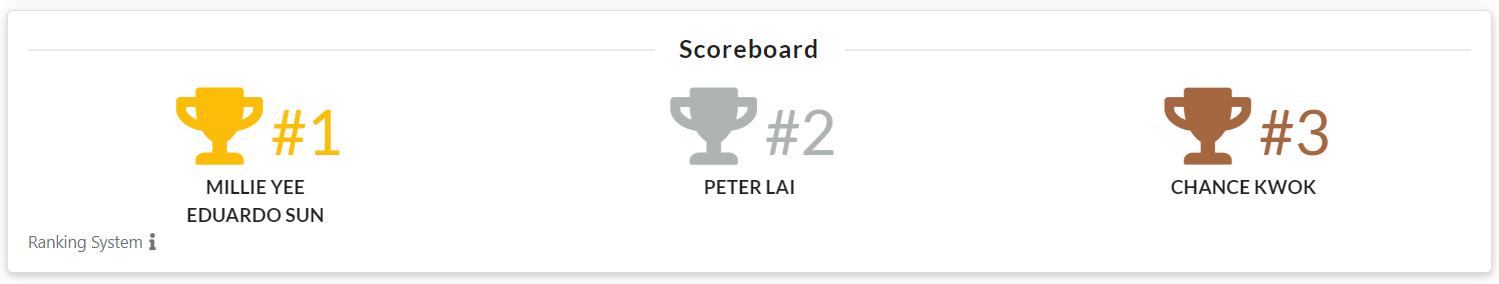 Scoreboard
#1
MILLIE YEE
EDUARDO SUN
#2
PETER LAI
#3
CHANCE KWOK
Ranking System